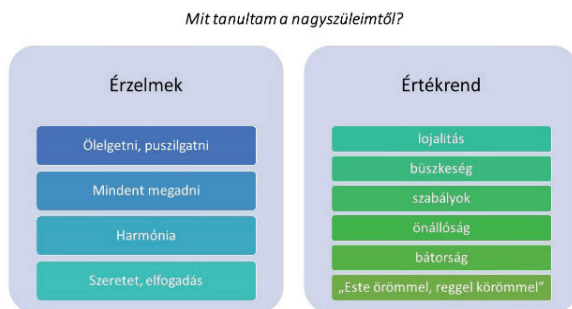 Mit tanultam a nagyszüleimtől?
Érzelmek
Ölelgetni, puszilgatni
Mindent megadni
Harmónia
Szeretet, elfogadás
Értékrend
lojalitás
büszkeség
szabályok
önállóság
bátorság
„Este örömmel, reggel körömmel”